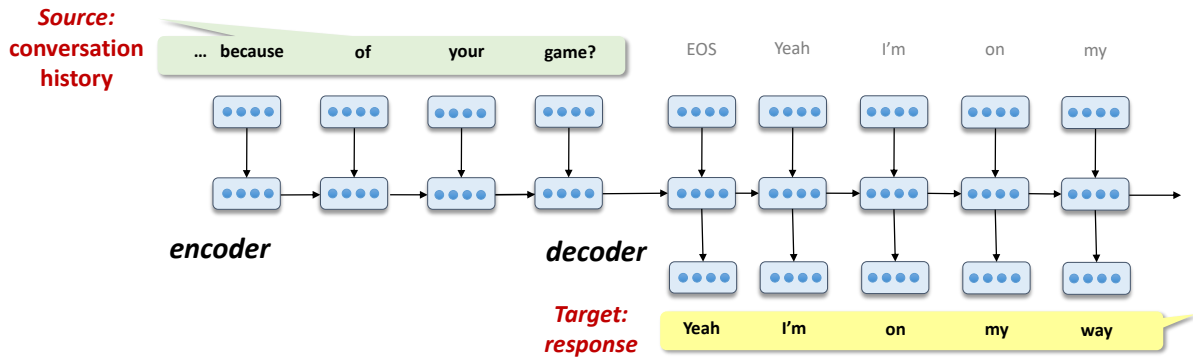 Source:
conversation
history
... because of your game?
EOS Yeah I'm on my
encoder
decoder
Target:
response
Yeah I'm on my way